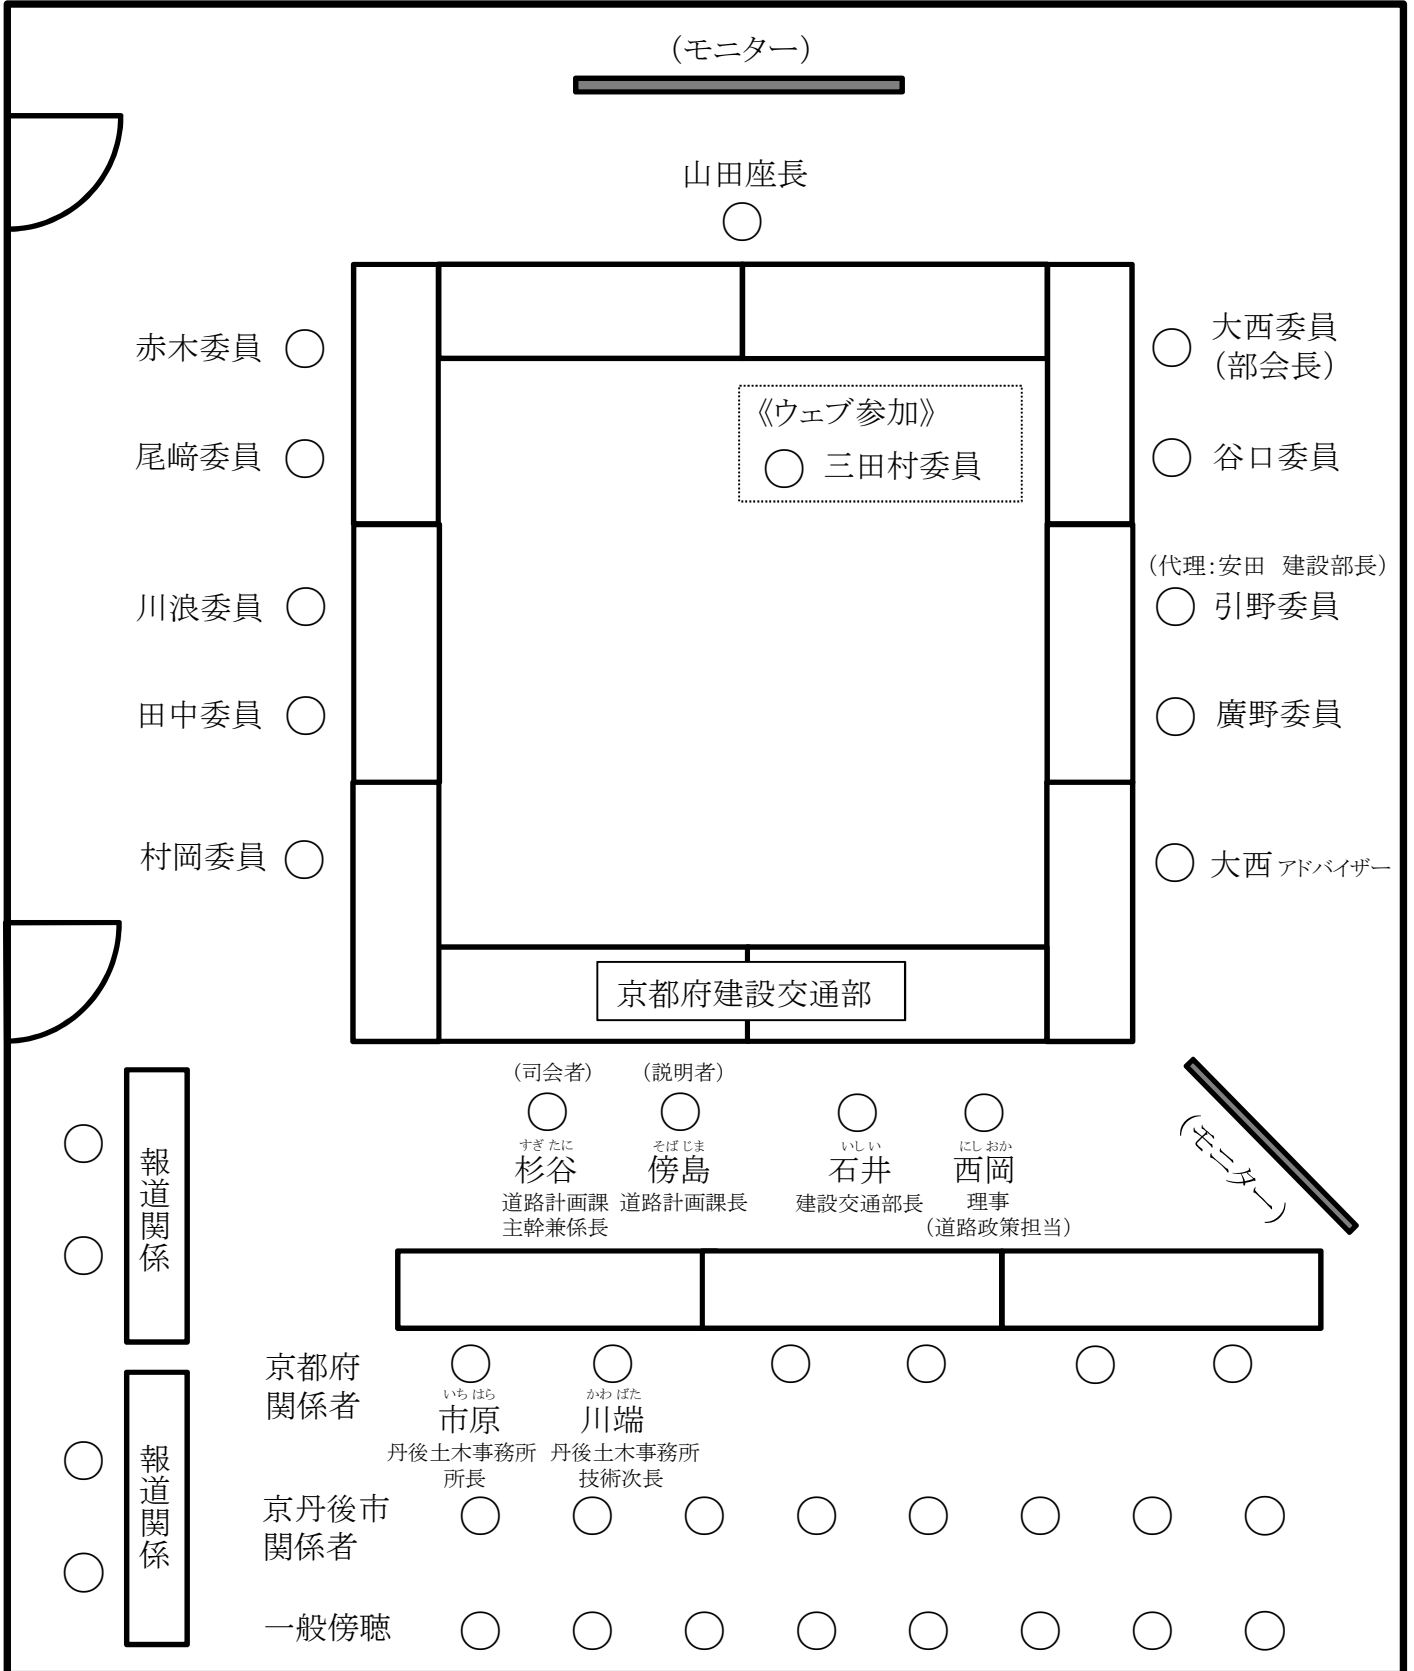 (モニター)
山田座長
赤木委員
尾﨑委員
川浪委員
田中委員
村岡委員
《ウェブ参加》
三田村委員
大西委員
(部会長)
谷口委員
(代理:安田 建設部長)
引野委員
廣野委員
大西 アドバイザー
京都府建設交通部
(司会者)
すぎ たに
杉谷
道路計画課
主幹兼係長
(説明者)
そば じま
傍島
道路計画課長
いし い
石井
建設交通部長
にし おか
西岡
理事
(道路政策担当)
(モニター)
報道関係
報道関係
京都府
関係者
いち はら
市原
丹後土木事務所
所長
かわ ばた
川端
丹後土木事務所
技術次長
京丹後市
関係者
一般傍聴